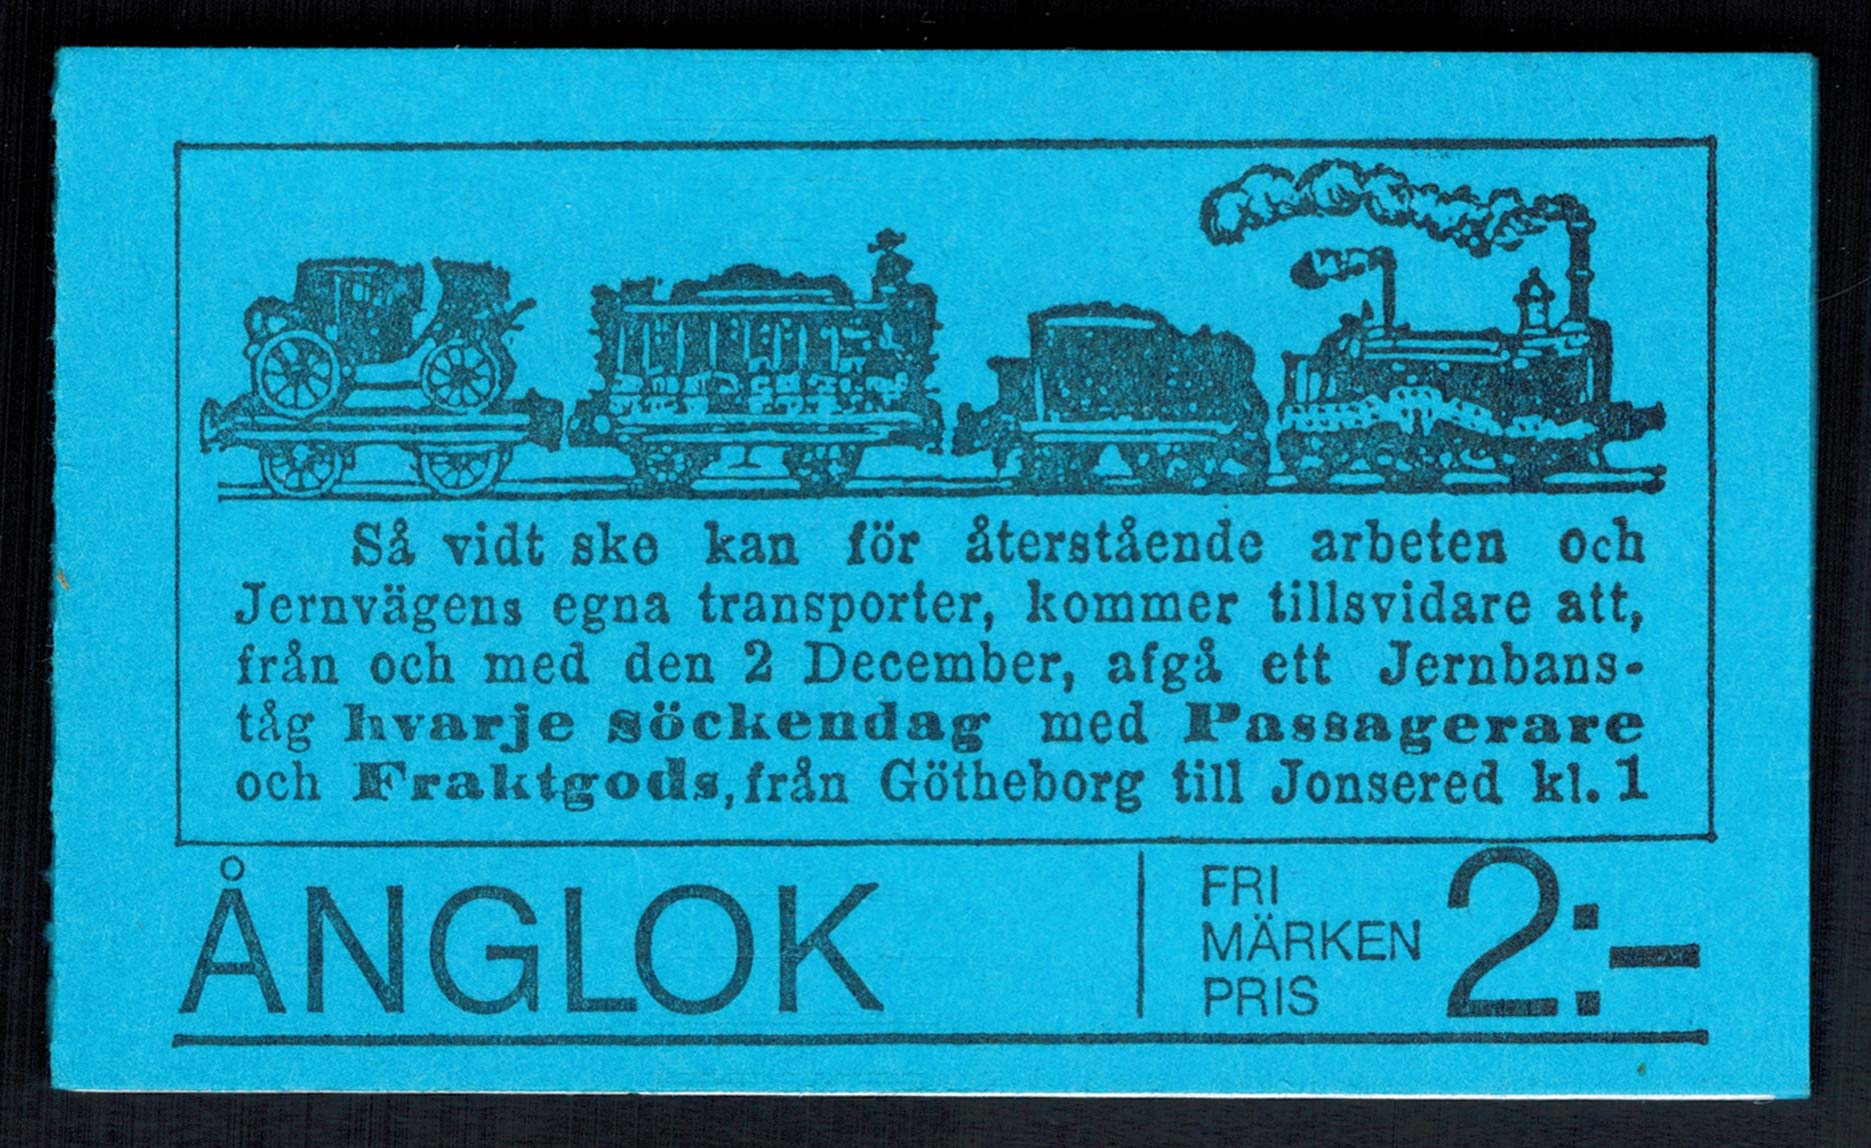 Så vidt ske kan för återstående arbeten och
Jernvägens egna transporter, kommer tillsvidare att,
från och med den 2 December, afgå ett Jernbans-
tåg hvarje söckendag med Passagerare
och Fraktgods, från Götheborg till Jonsered kl. 1
ÅNGLOK
FRI
MÄRKEN
PRIS
2:-